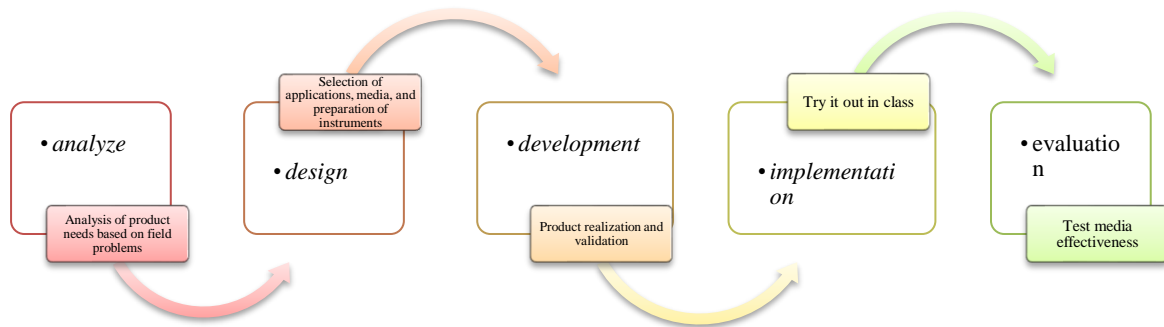 • analyze
Analysis of product
needs based on field
problems
Selection of
applications, media, and
preparation of
instruments
• design
• development
Product realization and
validation
Try it out in class
• implementati
on
• evaluatio
n
Test media
effectiveness